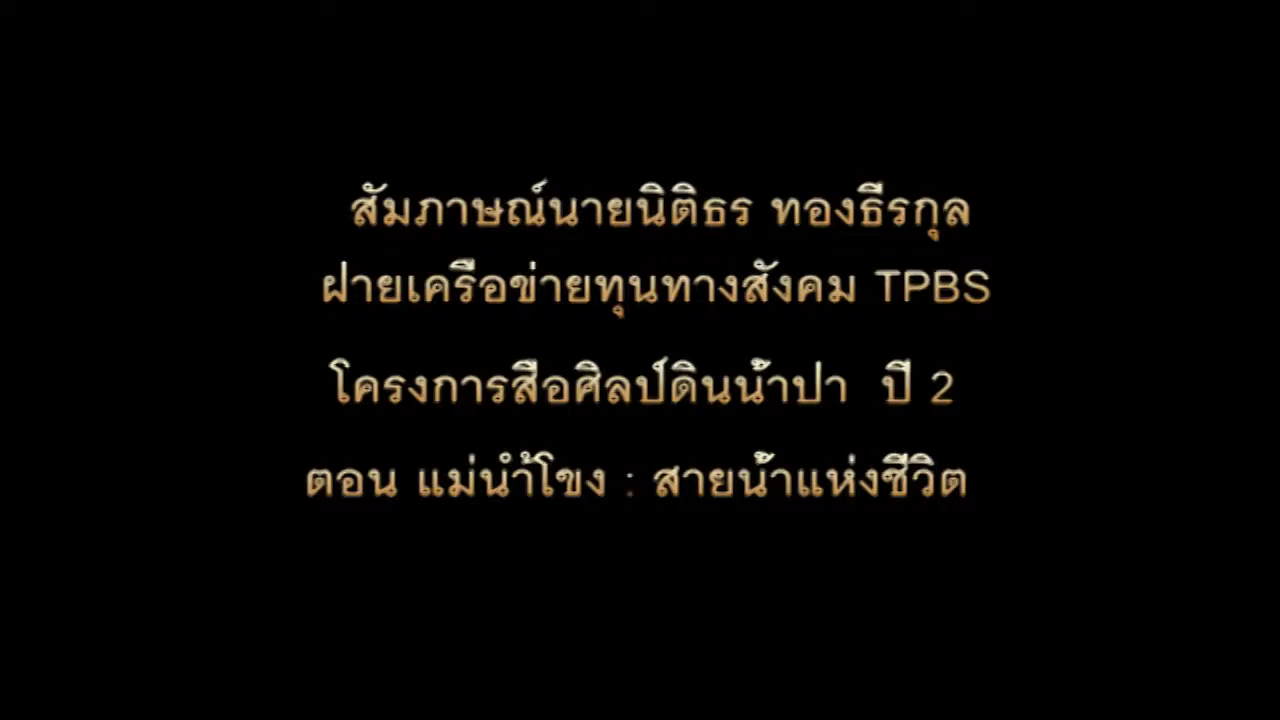 สัมภาษณ์นายนิติธร ทองธีรกุล
ฝ่ายเครือข่ายทุนทางสังคม TPBS
โครงการสื่อศิลป์ดินน้ำป่า ปี 2
ตอน แม่น้ำโขง : สายน้ำแห่งชีวิต